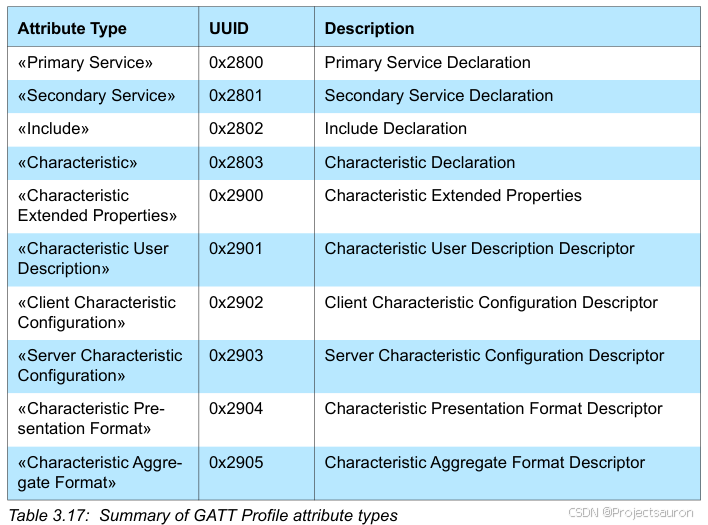 Attribute Type UUID Description
«Primary Service» 0x2800 Primary Service Declaration
«Secondary Service» 0x2801 Secondary Service Declaration
«Include» 0x2802 Include Declaration
«Characteristic» 0x2803 Characteristic Declaration
«Characteristic 0x2900 Characteristic Extended Properties
Extended Properties»
«Characteristic User 0x2901 Characteristic User Description Descriptor
Description»
«Client Characteristic 0x2902 Client Characteristic Configuration Descriptor
Configuration»
«Server Characteristic 0x2903 Server Characteristic Configuration Descriptor
Configuration»
«Characteristic Pre- 0x2904 Characteristic Presentation Format Descriptor
sentation Format»
«Characteristic Aggre- 0x2905 Characteristic Aggregate Format Descriptor
gate Format»
Table 3.17: Summary of GATT Profile attribute types
CSDN @Projectsauron